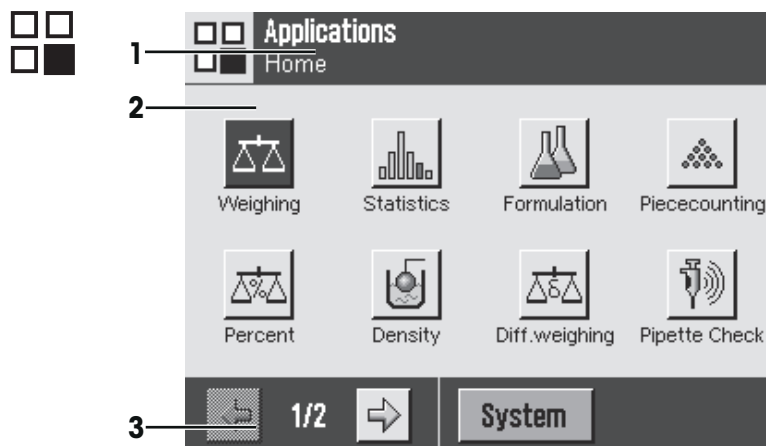 1
Applications
Home
2
Weighing
Statistics
Formulation
Piececounting
%
Percent
Density
δ
Diff.weighing
Pipette Check
3
1/2
System